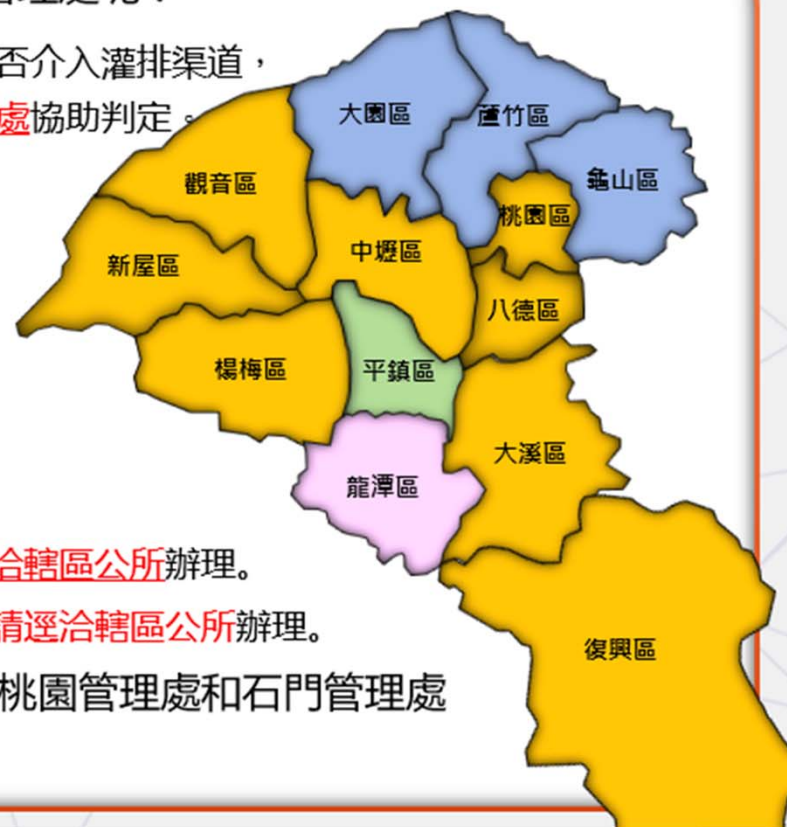 否介入灌排渠道，
處協助判定。
大園區
蘆竹區
龜山區
觀音區
桃園區
中壢區
新屋區
八德區
楊梅區
平鎮區
大溪區
龍潭區
洽轄區公所辦理。
請逕洽轄區公所辦理。
復興區
桃園管理處和石門管理處